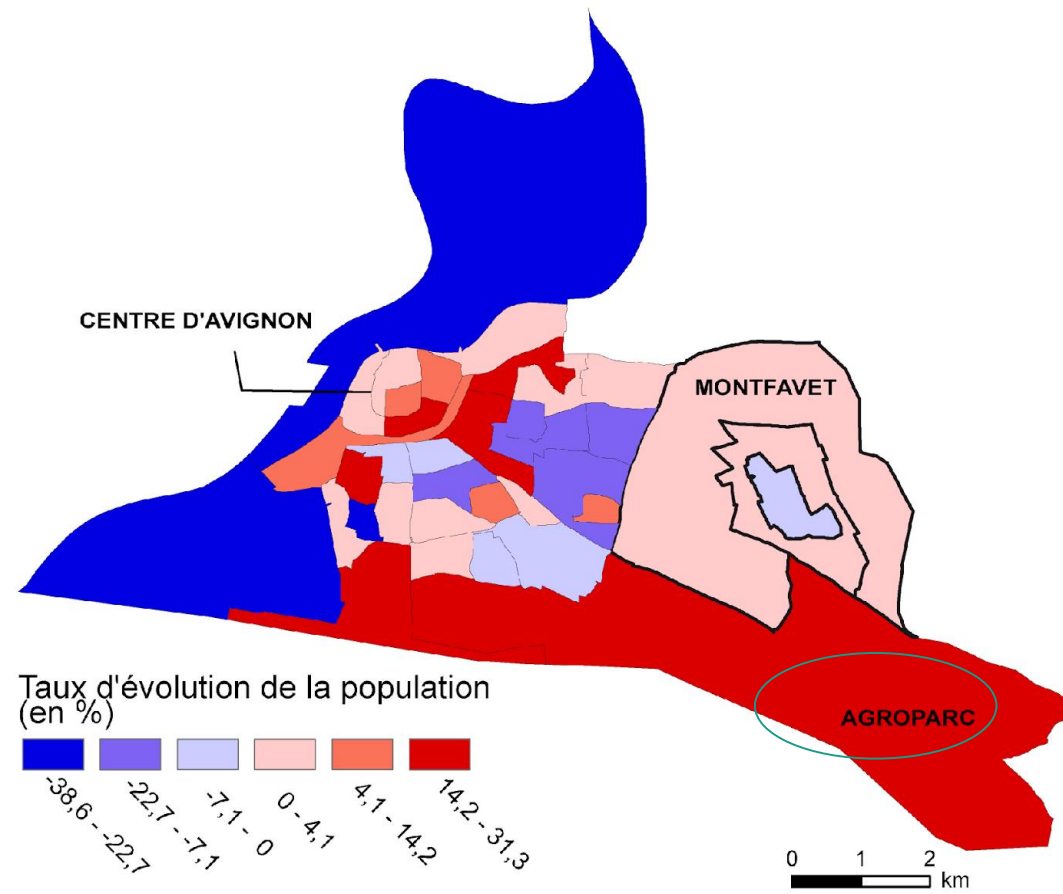 CENTRE D'AVIGNON
MONTFAVET
AGROPARC
Taux d'évolution de la population
(en %)
-38,6 - -22,7
-22,7 - -7,1
-7,1 - 0
0 - 4,1
4,1 - 14,2
14,2 - 31,3
0 1 2
km